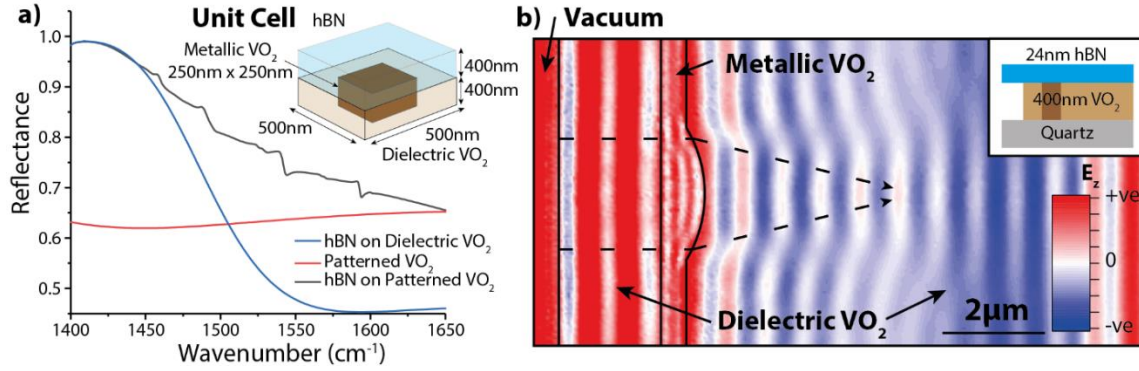 a)
Unit Cell
hBN
Metallic VO₂
250nm x 250nm
400nm
400nm
500nm
500nm
Dielectric VO₂
1.0
0.9
0.8
0.7
0.6
0.5
Reflectance
hBN on Dielectric VO₂
Patterned VO₂
hBN on Patterned VO₂
1400 1450 1500 1550 1600 1650
Wavenumber (cm⁻¹)
b)
Vacuum
Metallic VO₂
24nm hBN
400nm VO₂
Quartz
E_z
+ve
0
-ve
Dielectric VO₂
2μm